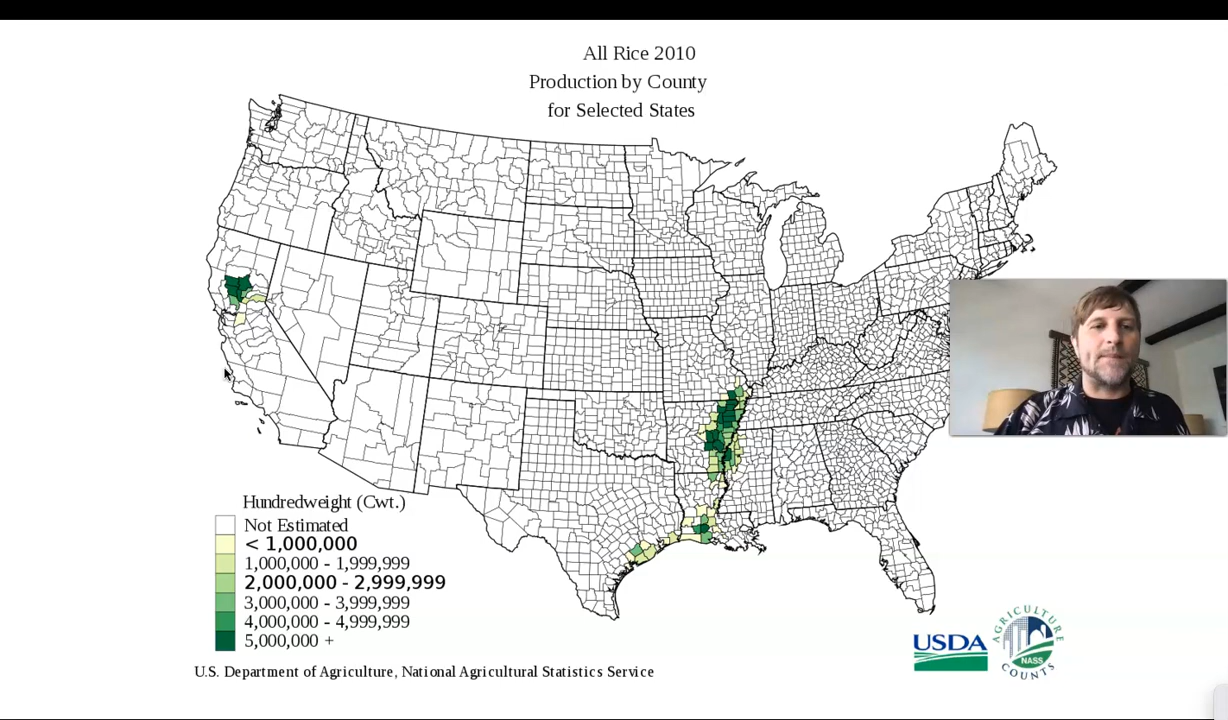 All Rice 2010
Production by County
for Selected States
Hundredweight (Cwt.)
Not Estimated
< 1,000,000
1,000,000 - 1,999,999
2,000,000 - 2,999,999
3,000,000 - 3,999,999
4,000,000 - 4,999,999
5,000,000 +
U.S. Department of Agriculture, National Agricultural Statistics Service
USDA
AGRICULTURE
NASS
COUNTS